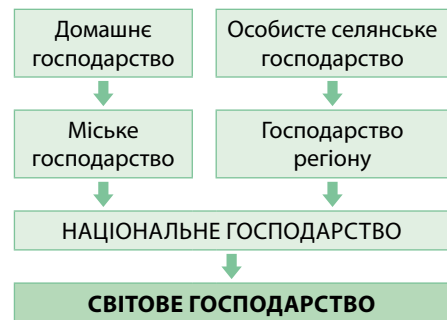 Домашнє
господарство
Особисте селянське
господарство
Міське
господарство
Господарство
регіону
НАЦІОНАЛЬНЕ ГОСПОДАРСТВО
СВІТОВЕ ГОСПОДАРСТВО